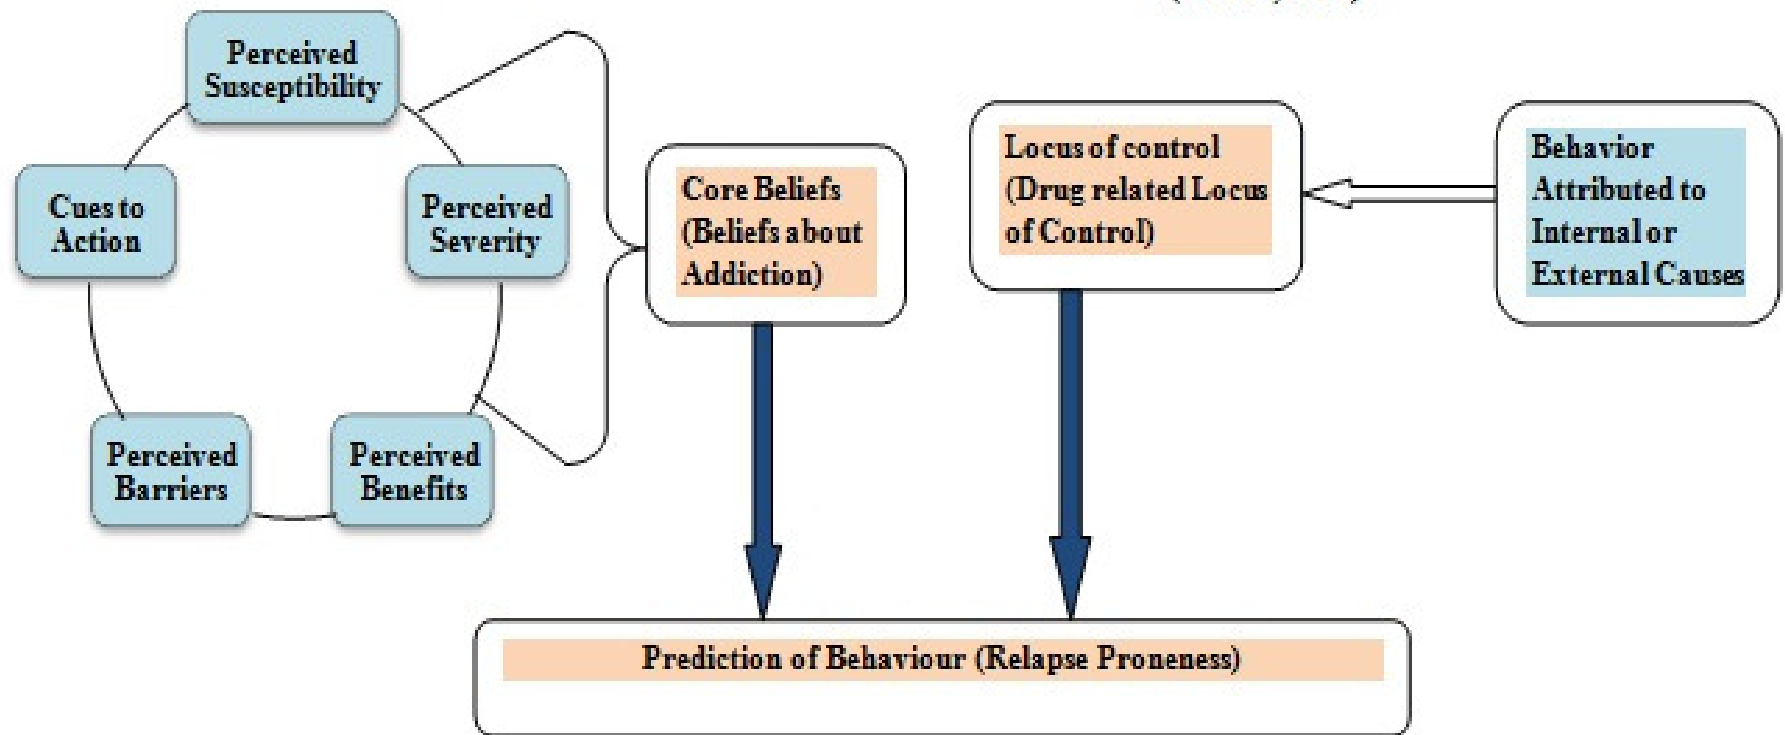 Perceived
Susceptibility
Cues to
Action
Perceived
Severity
Perceived
Barriers
Perceived
Benefits
Core Beliefs
(Beliefs about
Addiction)
Locus of control
(Drug related Locus
of Control)
Behavior
Attributed to
Internal or
External Causes
Prediction of Behaviour (Relapse Proneness)